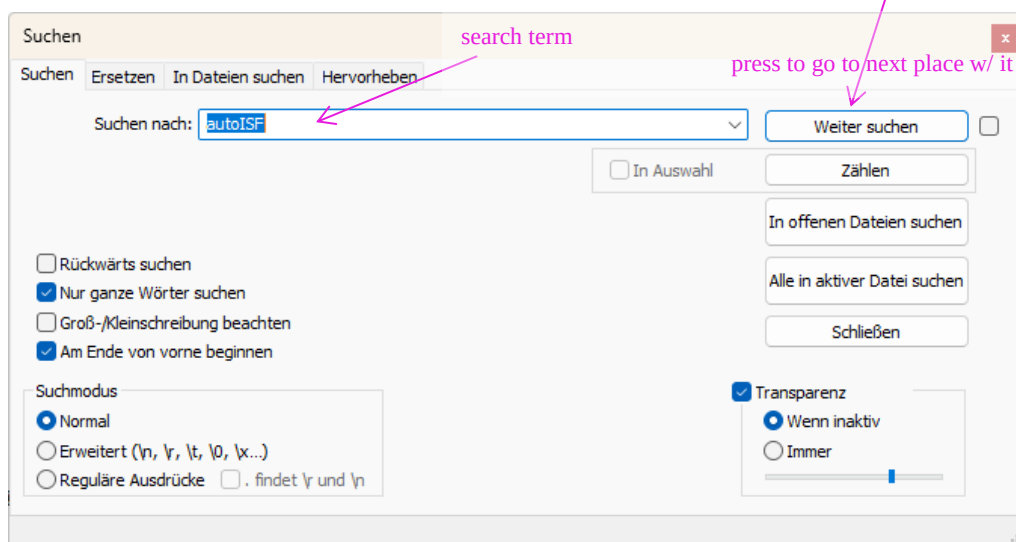 Suchen
search term
x
Suchen Ersetzen In Dateien suchen Hervorheben
press to go to next place w/ it
Suchen nach: autoISF
Weiter suchen
In Auswahl
Zählen
In offenen Dateien suchen
Rückwärts suchen
Nur ganze Wörter suchen
Alle in aktiver Datei suchen
Groß-/Kleinschreibung beachten
Schließen
Am Ende von vorne beginnen
Suchmodus
Normal
Erweitert (\n, \r, \t, \0, \x...)
Reguläre Ausdrücke . findet \r und \n
Transparenz
Wenn inaktiv
Immer